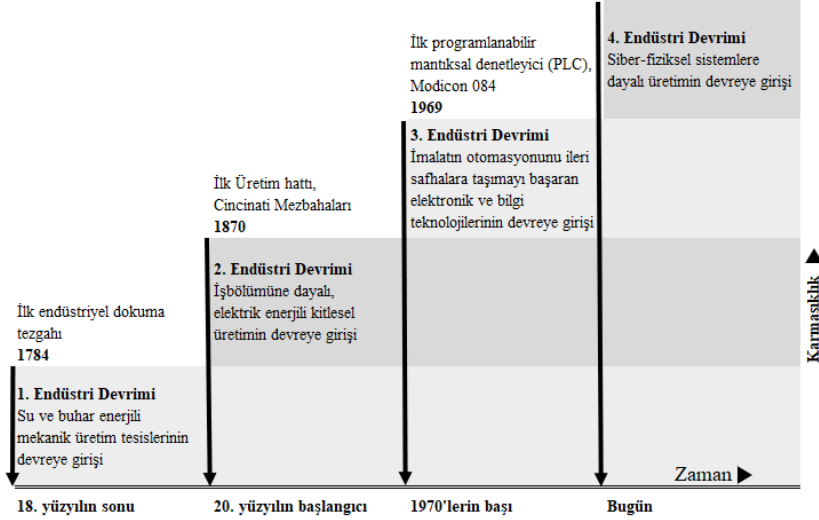 İlk endüstriyel dokuma
tezgahı
1784
1. Endüstri Devrimi
Su ve buhar enerjili
mekanik üretim tesislerinin
devreye girişi
18. yüzyılın sonu
İlk Üretim hattı,
Cincinati Mezbahaları
1870
2. Endüstri Devrimi
İşbölümüne dayalı,
elektrik enerjili kitlesel
üretimin devreye girişi
20. yüzyılın başlangıcı
İlk programlanabilir
mantıksal denetleyici (PLC),
Modicon 084
1969
3. Endüstri Devrimi
İmalatın otomasyonunu ileri
safhalara taşımayı başaran
elektronik ve bilgi
teknolojilerinin devreye girişi
1970'lerin başı
4. Endüstri Devrimi
Siber-fiziksel sistemlere
dayalı üretimin devreye girişi
Bugün
Zaman
Karmaşıklık